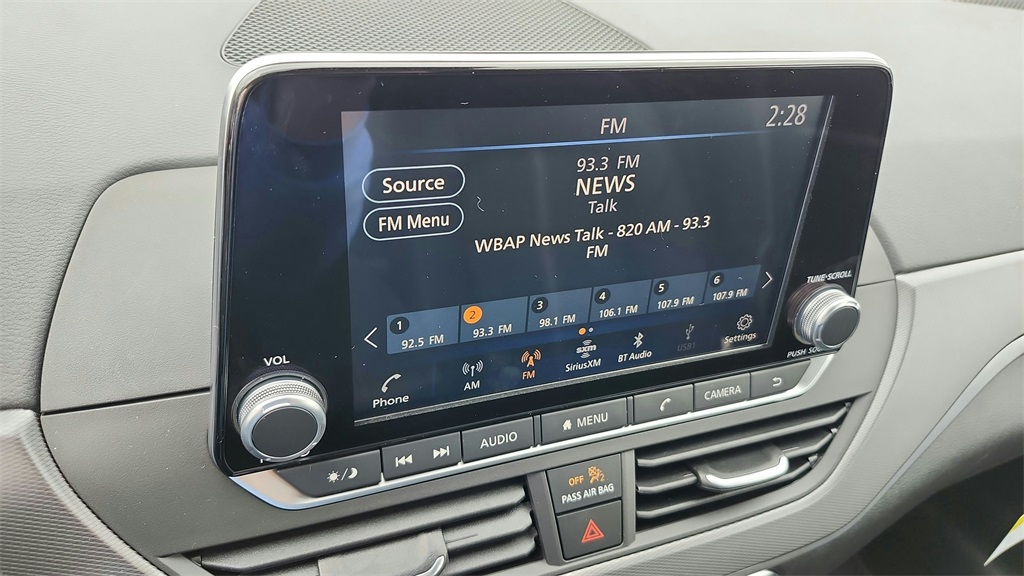 FM
2:28
93.3 FM
NEWS
Talk
Source
FM Menu
WBAP News Talk - 820 AM - 93.3
FM
1 92.5 FM
2 93.3 FM
3 98.1 FM
4 106.1 FM
5 107.9 FM
6 107.9 FM
Phone
AM
FM
sxm
SiriusXM
BT Audio
USB1
Settings
VOL
TUNE·SCROLL
PUSH
AUDIO
MENU
CAMERA
OFF
2
PASS AIR BAG